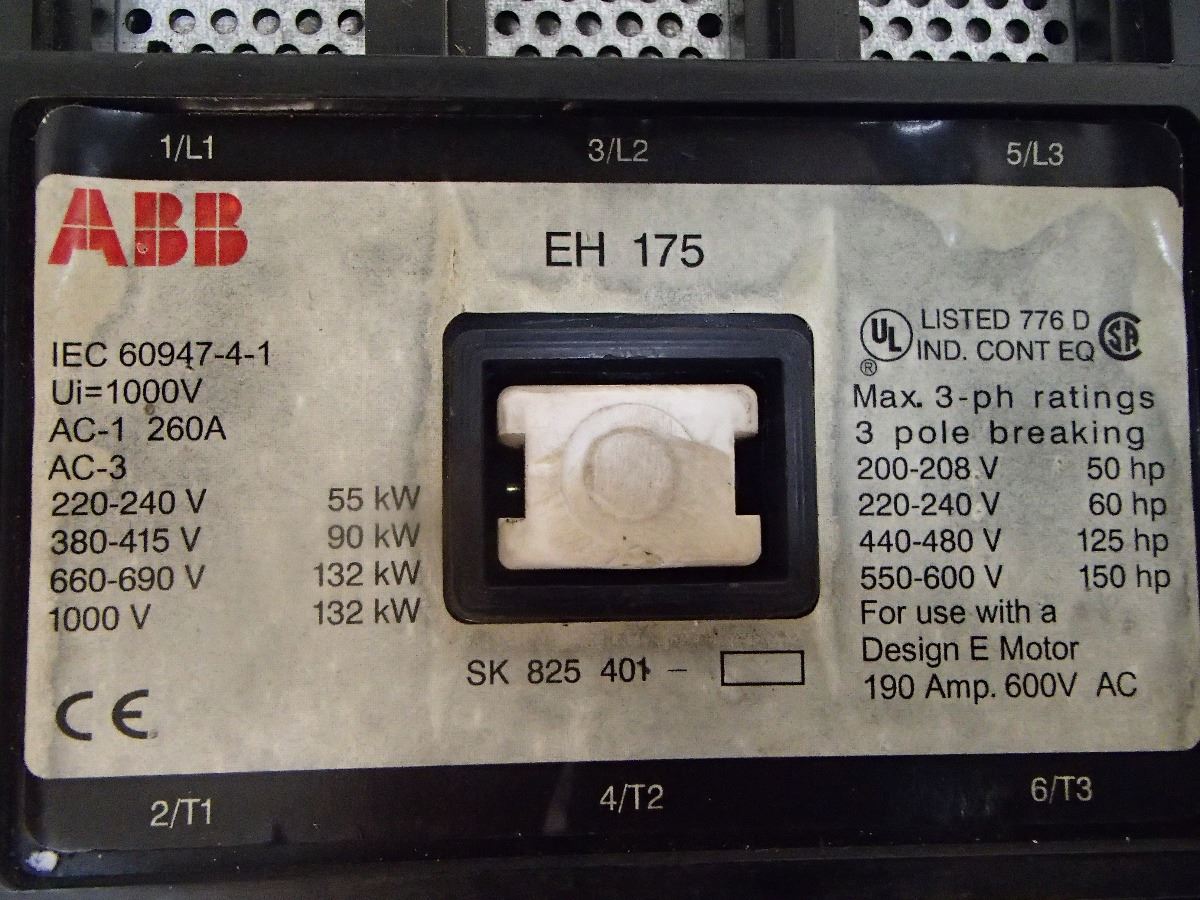 1/L1 3/L2 5/L3
ABB
EH 175
IEC 60947-4-1
Ui=1000V
AC-1 260A
AC-3
220-240 V 55 kW
380-415 V 90 kW
660-690 V 132 kW
1000 V 132 kW
CE
SK 825 401 -
UL LISTED 776 D SA
® IND. CONT EQ
Max. 3-ph ratings
3 pole breaking
200-208 V 50 hp
220-240 V 60 hp
440-480 V 125 hp
550-600 V 150 hp
For use with a
Design E Motor
190 Amp. 600V AC
2/T1 4/T2 6/T3